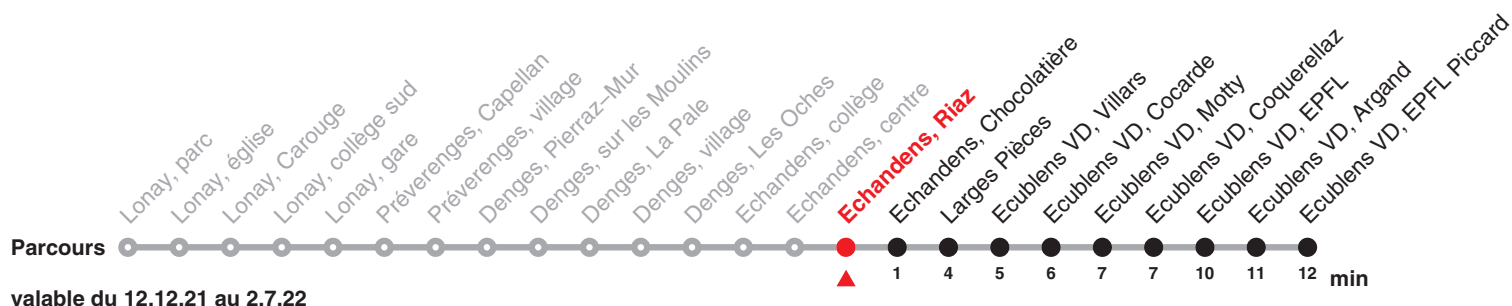 Lonay, parc
Lonay, église
Lonay, Carouge
Lonay, collège sud
Lonay, gare
Préverenges, Capellan
Préverenges, village
Denges, Pierraz-Mur
Denges, sur les Moulins
Denges, La Pale
Denges, village
Denges, Les Oches
Echandens, collège
Echandens, centre
Echandens, Riaz
Echandens, Chocolatière
Larges Pièces
Ecublens VD, Villars
Ecublens VD, Cocarde
Ecublens VD, Motty
Ecublens VD, Coquerellaz
Ecublens VD, EPFL
Ecublens VD, Argand
Ecublens VD, EPFL Piccard
Parcours
1 4 5 6 7 7 10 11 12 min
valable du 12.12.21 au 2.7.22